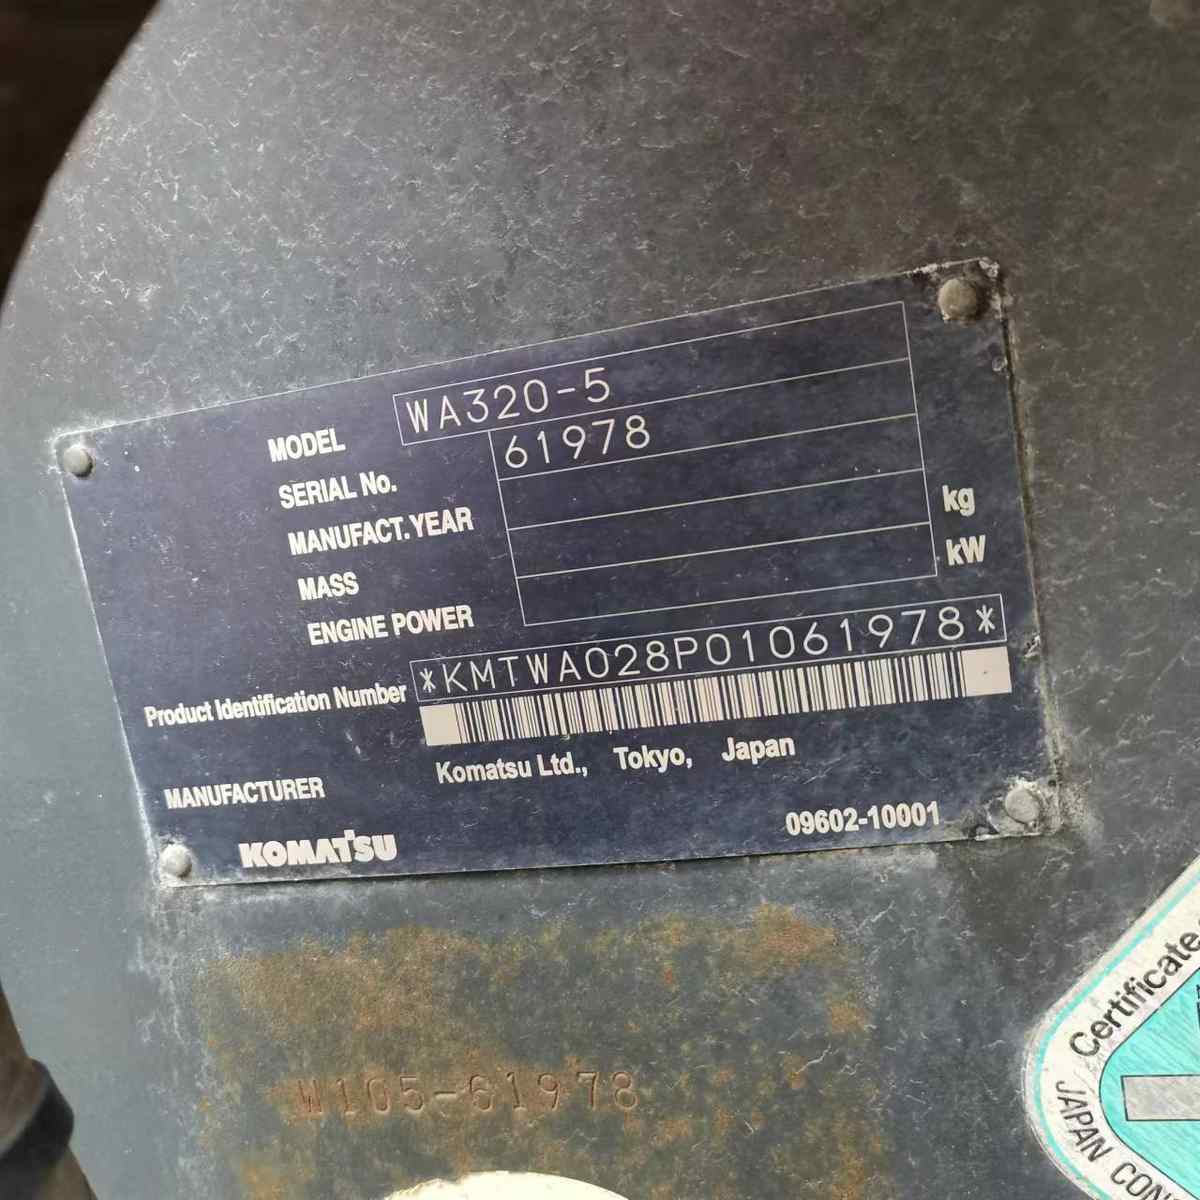 MODEL WA320-5
SERIAL No. 61978
MANUFACT.YEAR
MASS kg
ENGINE POWER kW
Product Identification Number *KMTWA028P01061978*
MANUFACTURER Komatsu Ltd., Tokyo, Japan
KOMATSU 09602-10001
W105-61978
Certificate
JAPAN CON